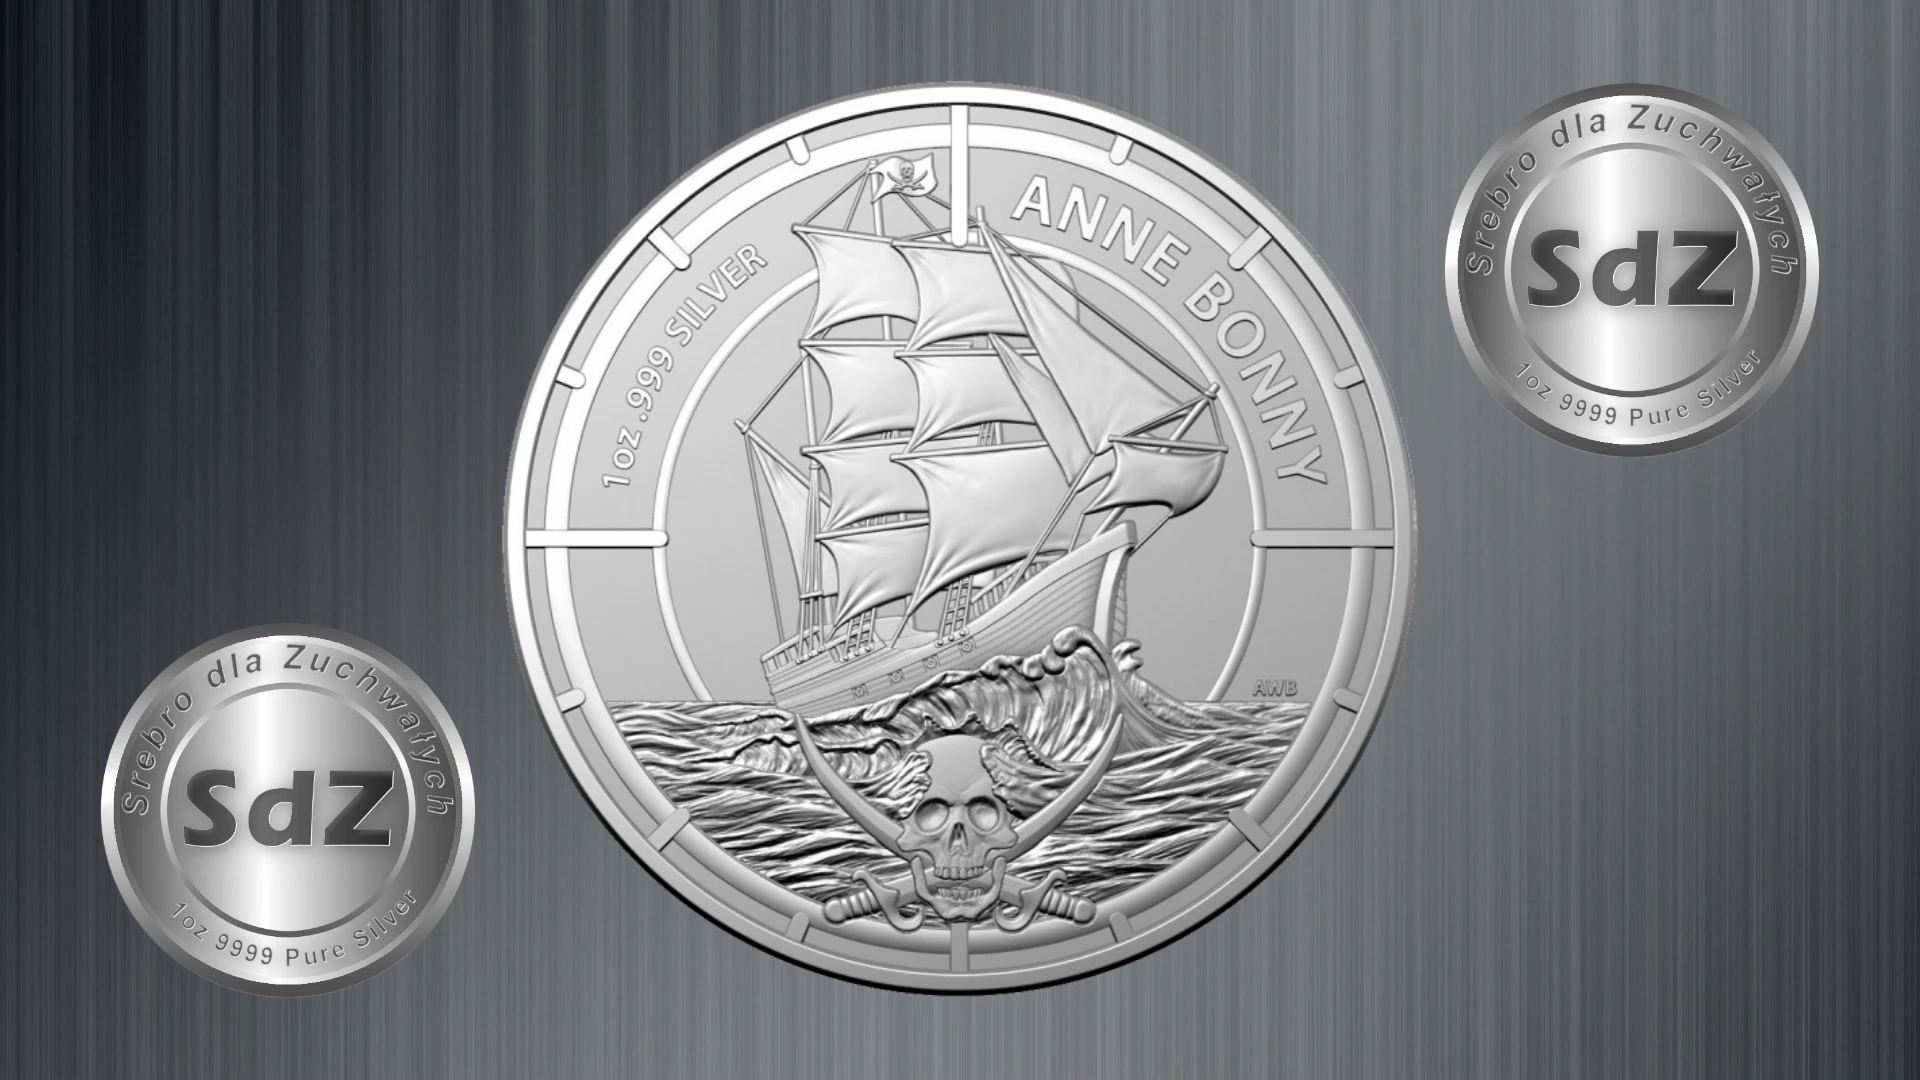 1oz .999 SILVER
ANNE BONNY
AWB
Srebro dla Zuchwałych
SdZ
1oz 9999 Pure Silver
Srebro dla Zuchwałych
SdZ
1oz 9999 Pure Silver